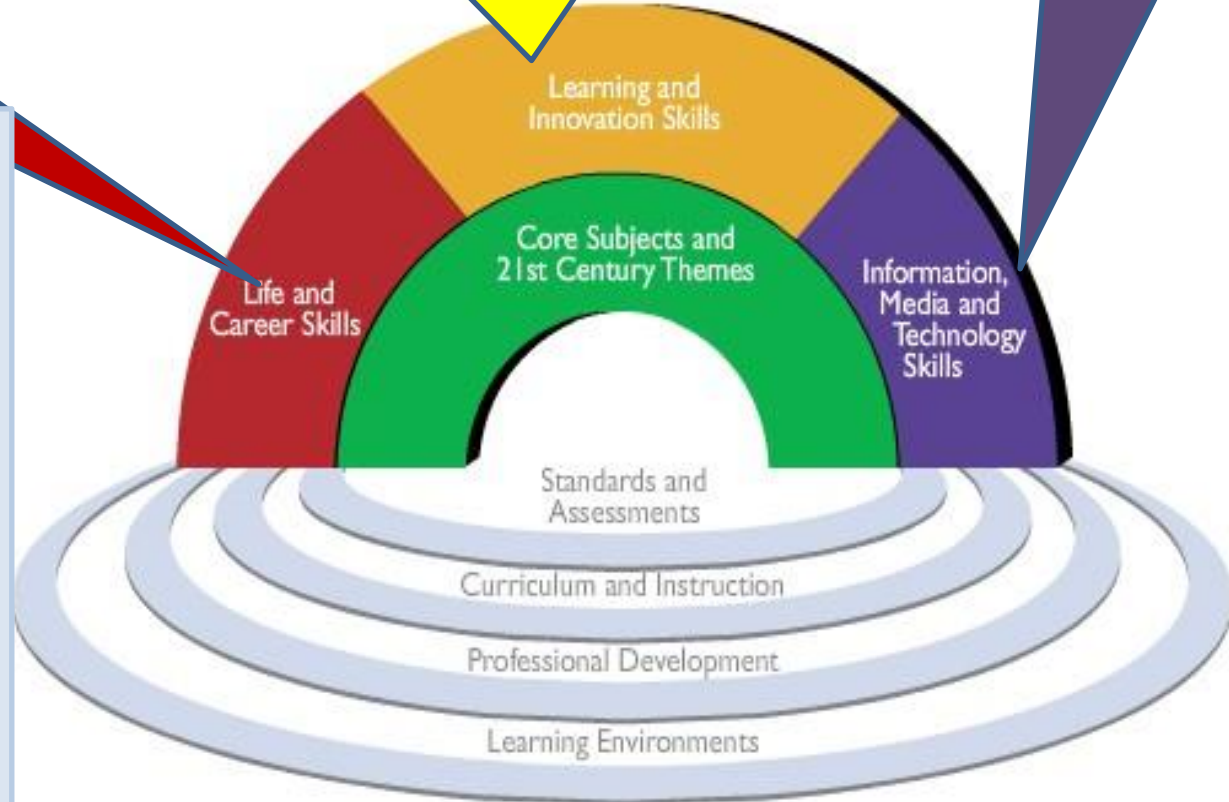 Learning and
Innovation Skills
Core Subjects and
21st Century Themes
Life and
Career Skills
Information,
Media and
Technology
Skills
Standards and
Assessments
Curriculum and Instruction
Professional Development
Learning Environments